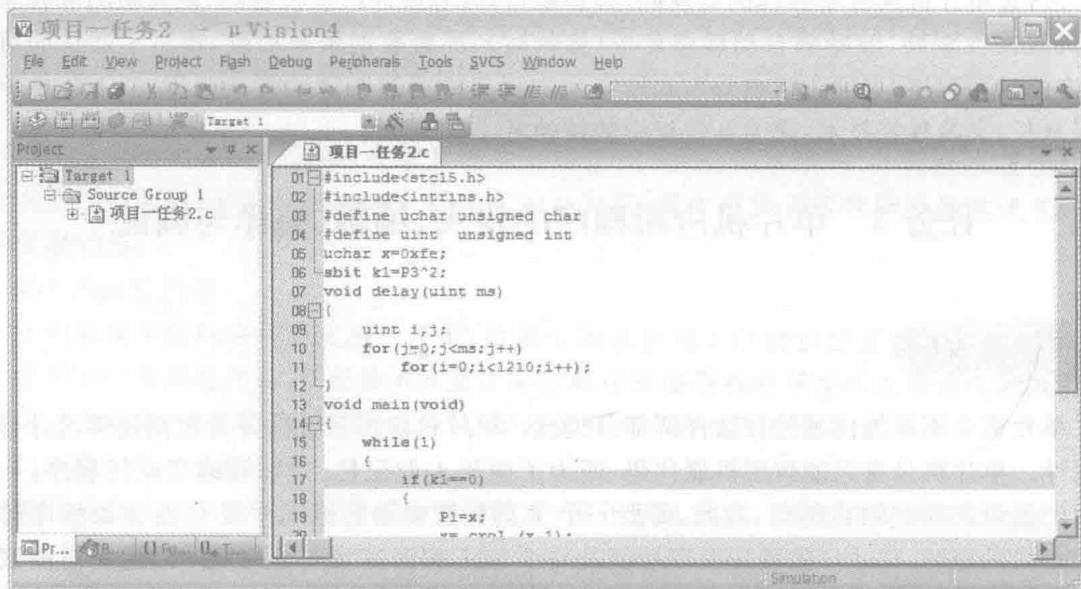 项目一任务2 - μVision4
File Edit View Project Flash Debug Peripherals Tools SVCS Window Help
Target 1
Project
项目一任务2.c
Target 1
Source Group 1
项目一任务2.c
01 #include<stc15.h>
02 #include<intrins.h>
03 #define uchar unsigned char
04 #define uint unsigned int
05 uchar x=0xfe;
06 sbit k1=P3^2;
07 void delay(uint ms)
08 {
09 uint i,j;
10 for(j=0;j<ms;j++)
11 for(i=0;i<1210;i++);
12 }
13 void main(void)
14 {
15 while(1)
16 {
17 if(k1==0)
18 {
19 P1=x;
Pr... B... {} Fu... 0→ T...
Simulation